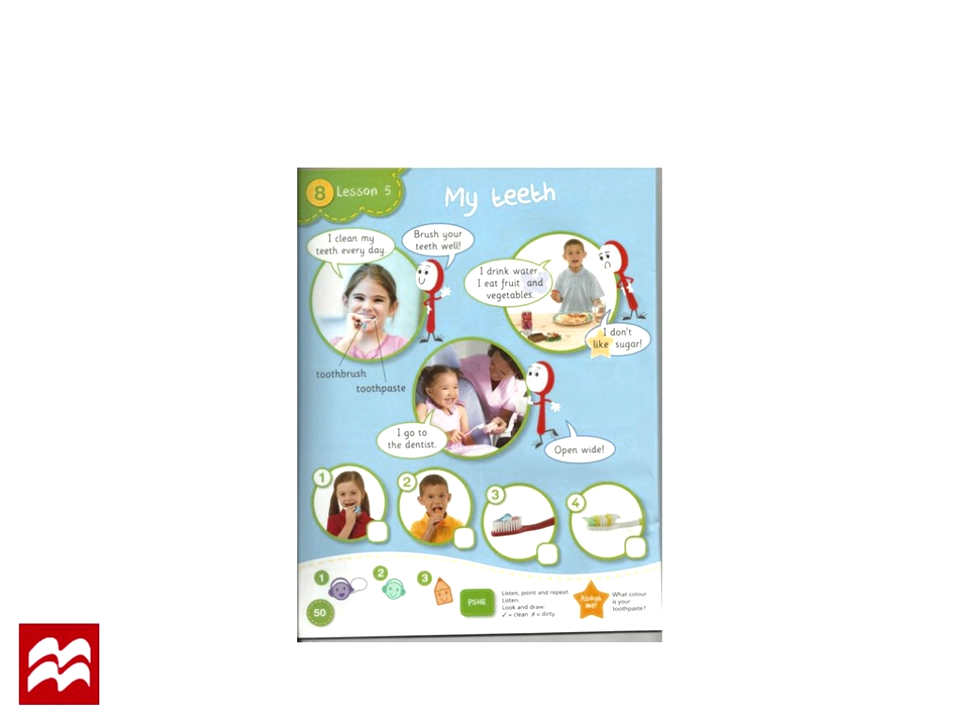 8 Lesson 5
My teeth
I clean my
teeth every day.
Brush your
teeth well!
I drink water.
I eat fruit and
vegetables.
I don't
like sugar!
toothbrush
toothpaste
I go to
the dentist.
Open wide!
1
2
3
4
1
2
3
50
PSHE
Listen, point and repeat.
Listen.
Look and draw:
✓ = clean ✗ = dirty.
About
me!
What colour
is your
toothpaste?